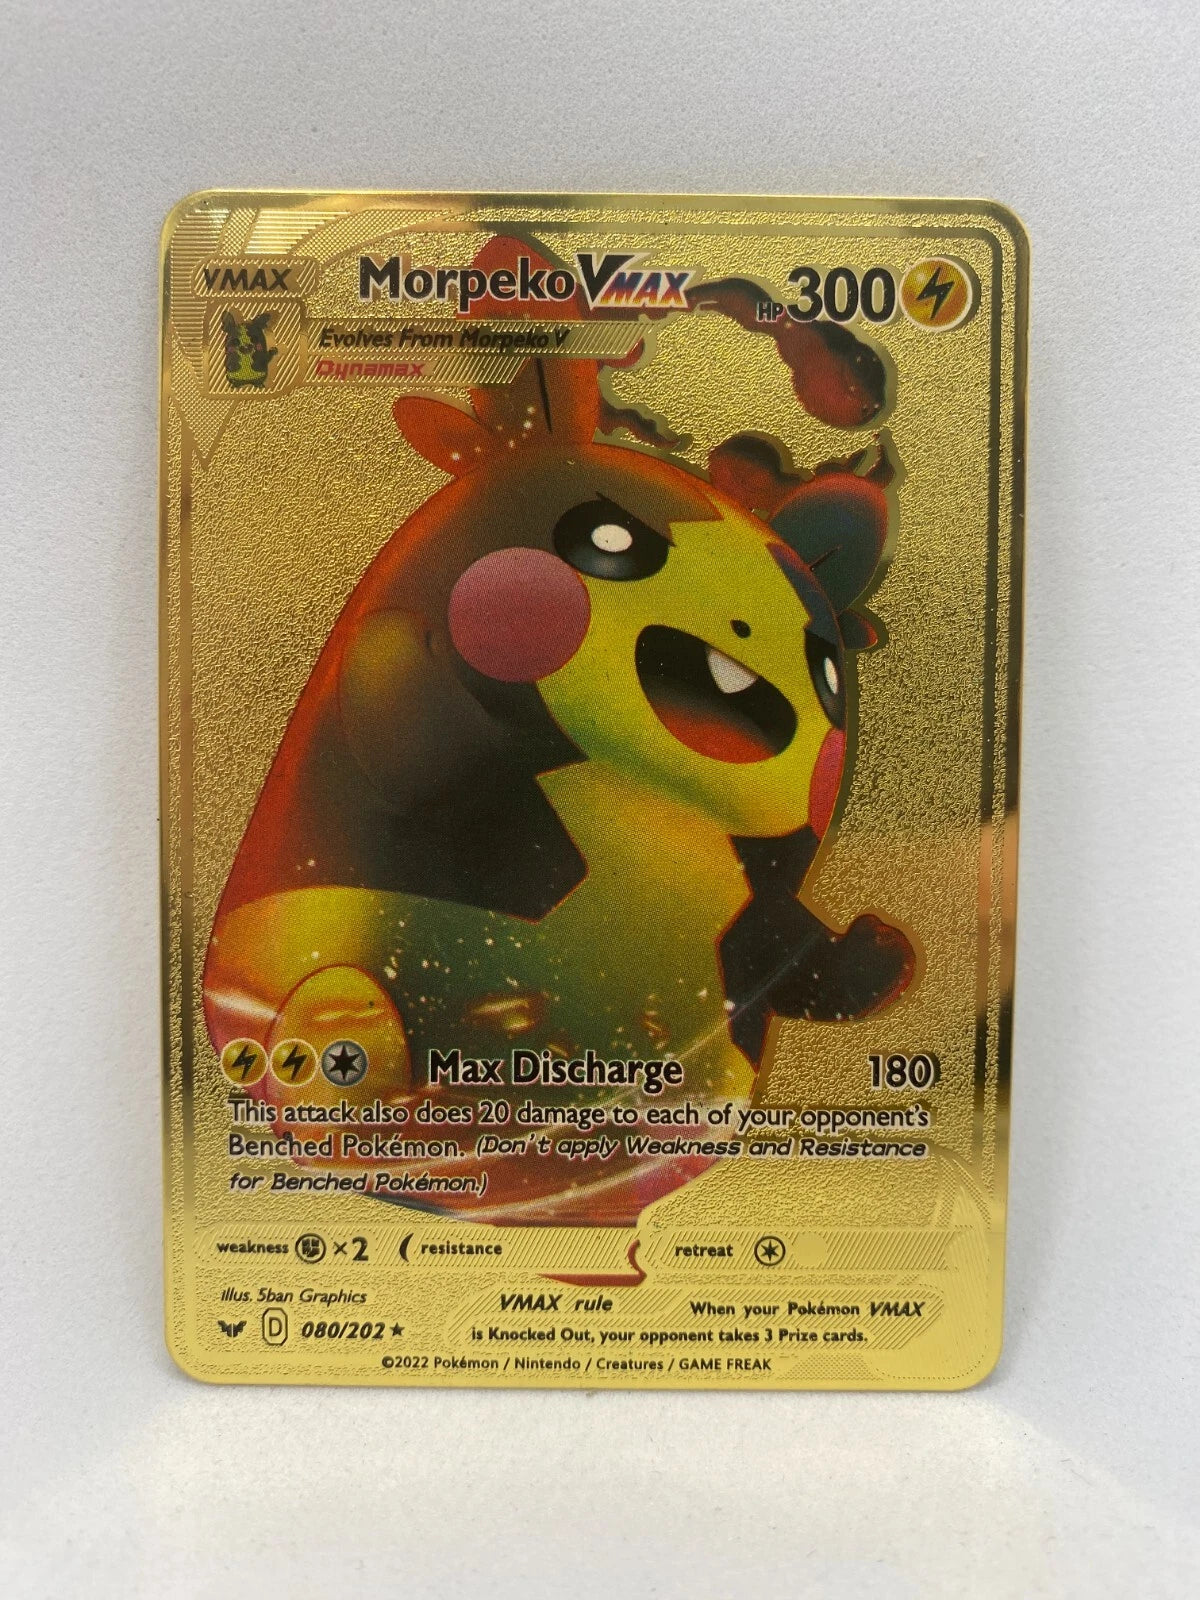 VMAX Morpeko VMAX HP 300
Evolves From Morpeko V
Dynamax
Max Discharge 180
This attack also does 20 damage to each of your opponent's
Benched Pokémon. (Don't apply Weakness and Resistance
for Benched Pokémon.)
weakness ×2 resistance retreat
illus. 5ban Graphics
VMAX rule When your Pokémon VMAX
is Knocked Out, your opponent takes 3 Prize cards.
D 080/202 ★
©2022 Pokémon / Nintendo / Creatures / GAME FREAK